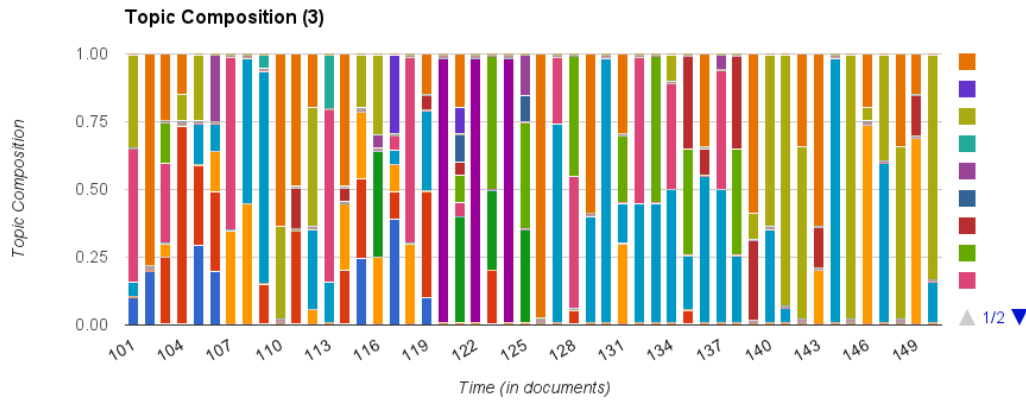 Topic Composition (3)
1.00
0.75
0.50
0.25
0.00
Topic Composition
101 104 107 110 113 116 119 122 125 128 131 134 137 140 143 146 149
Time (in documents)
1/2